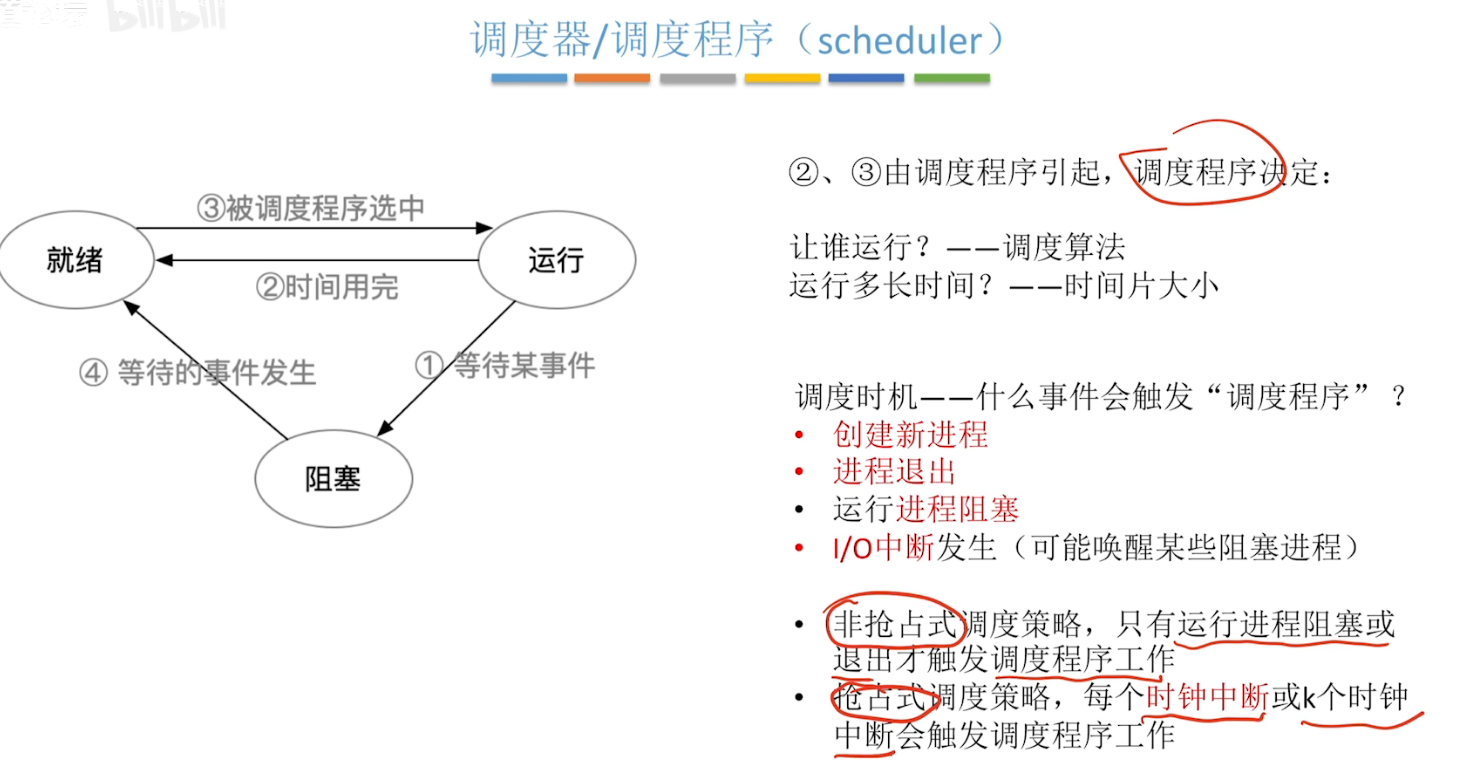 bilibili
调度器/调度程序（scheduler）
③被调度程序选中
就绪
运行
②时间用完
④ 等待的事件发生
① 等待某事件
阻塞
②、③由调度程序引起，调度程序决定：
让谁运行？——调度算法
运行多长时间？——时间片大小
调度时机——什么事件会触发“调度程序”？
• 创建新进程
• 进程退出
• 运行进程阻塞
• I/O中断发生（可能唤醒某些阻塞进程）
• 非抢占式调度策略，只有运行进程阻塞或
退出才触发调度程序工作
• 抢占式调度策略，每个时钟中断或k个时钟
中断会触发调度程序工作